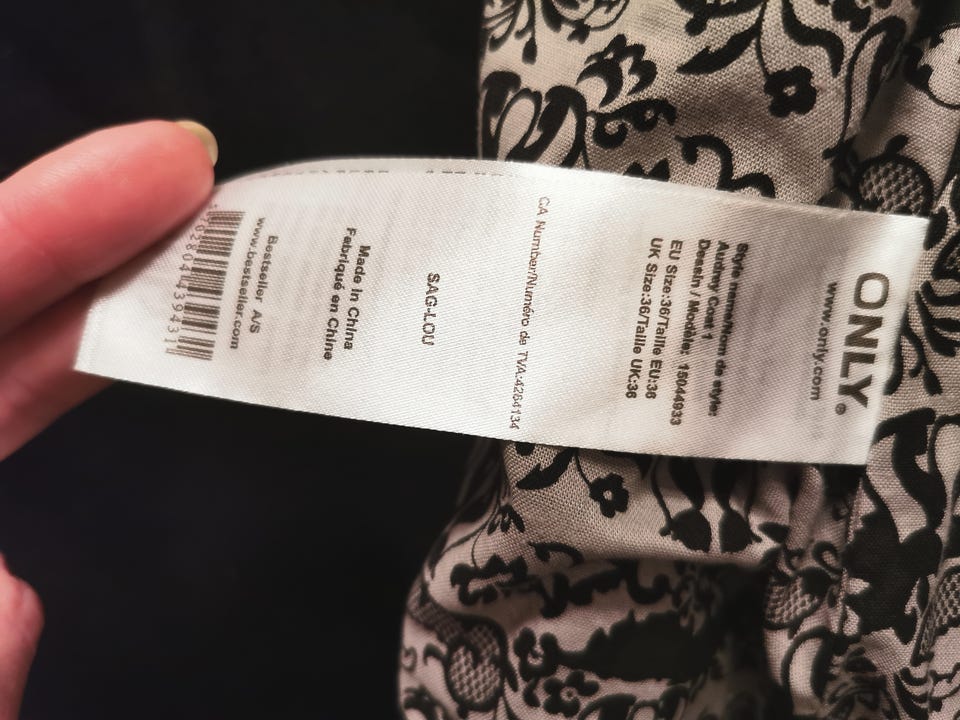 ONLY®
www.only.com
Style name/Nom de style:
Audrey Coat 1
Dessin / Modèle: 15044933
EU Size:36/Taille EU:36
UK Size:36/Taille UK:36
CA Number/Numéro de TVA:4264134
SAG-LOU
Made in China
Fabriqué en Chine
Bestseller A/S
www.bestseller.com